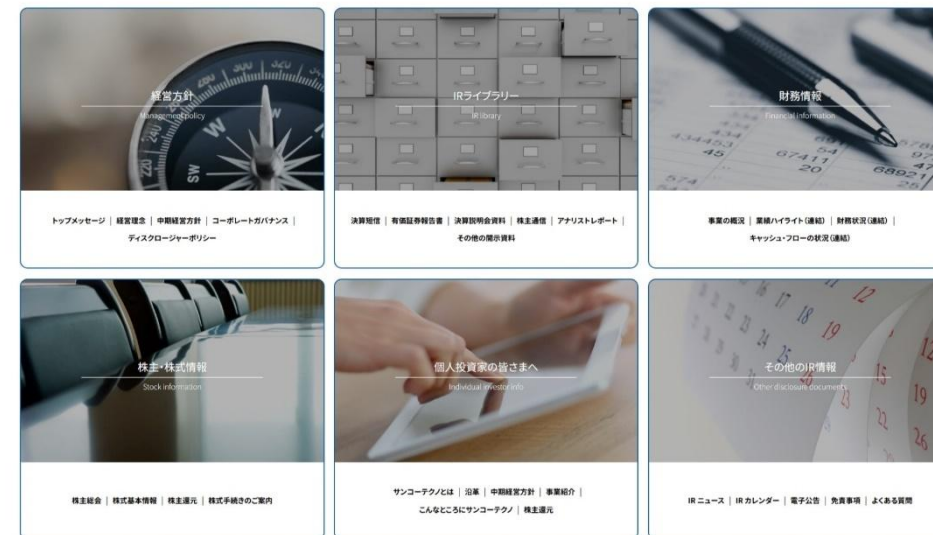 経営方針
Management policy
トップメッセージ | 経営理念 | 中期経営方針 | コーポレートガバナンス |
ディスクロージャーポリシー
IRライブラリー
IR library
決算短信 | 有価証券報告書 | 決算説明会資料 | 株主通信 | アナリストレポート |
その他の開示資料
財務情報
Financial information
事業の概況 | 業績ハイライト（連結） | 財務状況（連結） |
キャッシュ・フローの状況（連結）
株主・株式情報
Stock information
株主総会 | 株式基本情報 | 株主還元 | 株式手続きのご案内
個人投資家の皆さまへ
Individual investor info
サンコーテクノとは | 沿革 | 中期経営方針 | 事業紹介 |
こんなところにサンコーテクノ | 株主還元
その他のIR情報
Other disclosure documents
IR ニュース | IR カレンダー | 電子公告 | 免責事項 | よくある質問